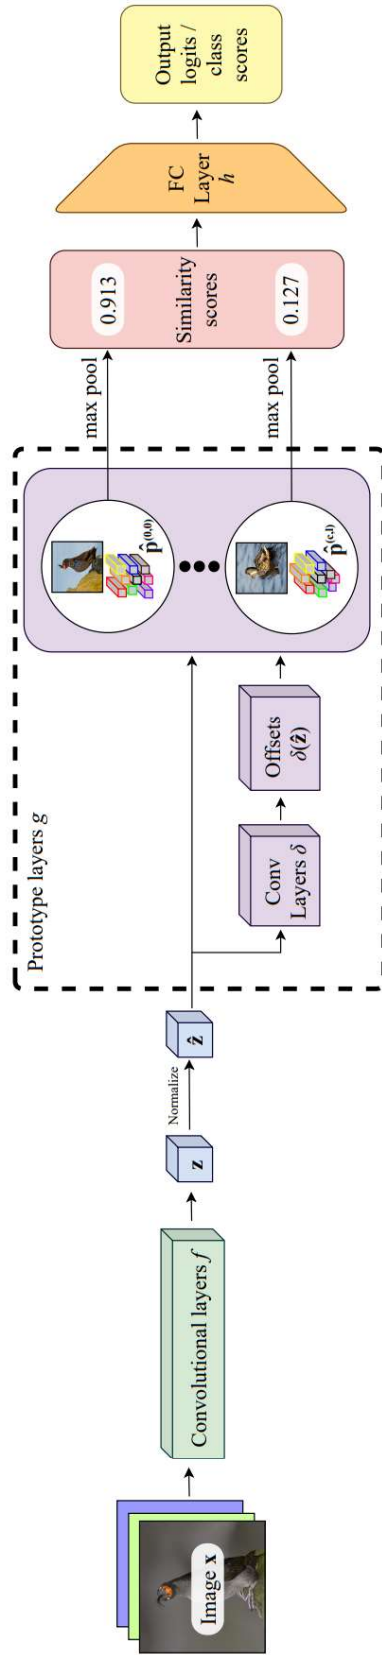 Image x
Convolutional layers f
z
Normalize
ẑ
Prototype layers g
Conv
Layers δ
Offsets
δ(ẑ)
p̂^(0,0)
p̂^(c,l)
max pool
max pool
0.913
Similarity
scores
0.127
FC
Layer
h
Output
logits /
class
scores